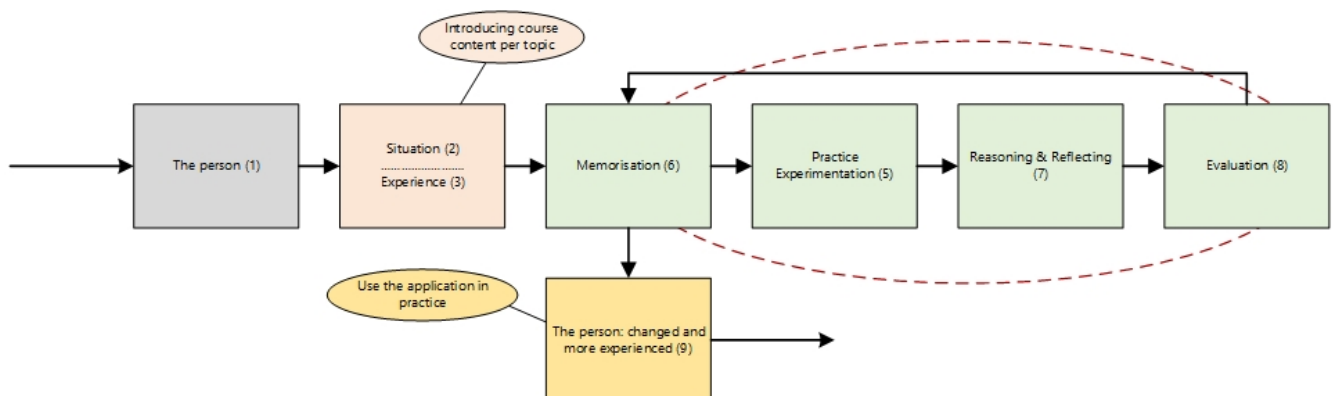 Introducing course
content per topic
The person (1)
Situation (2)
Experience (3)
Memorisation (6)
Practice
Experimentation (5)
Reasoning & Reflecting
(7)
Evaluation (8)
Use the application in
practice
The person: changed and
more experienced (9)